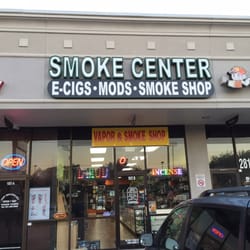 SMOKE CENTER
E-CIGS • MODS • SMOKE SHOP
VAPOR & SMOKE SHOP
OPEN
INCENSE
281